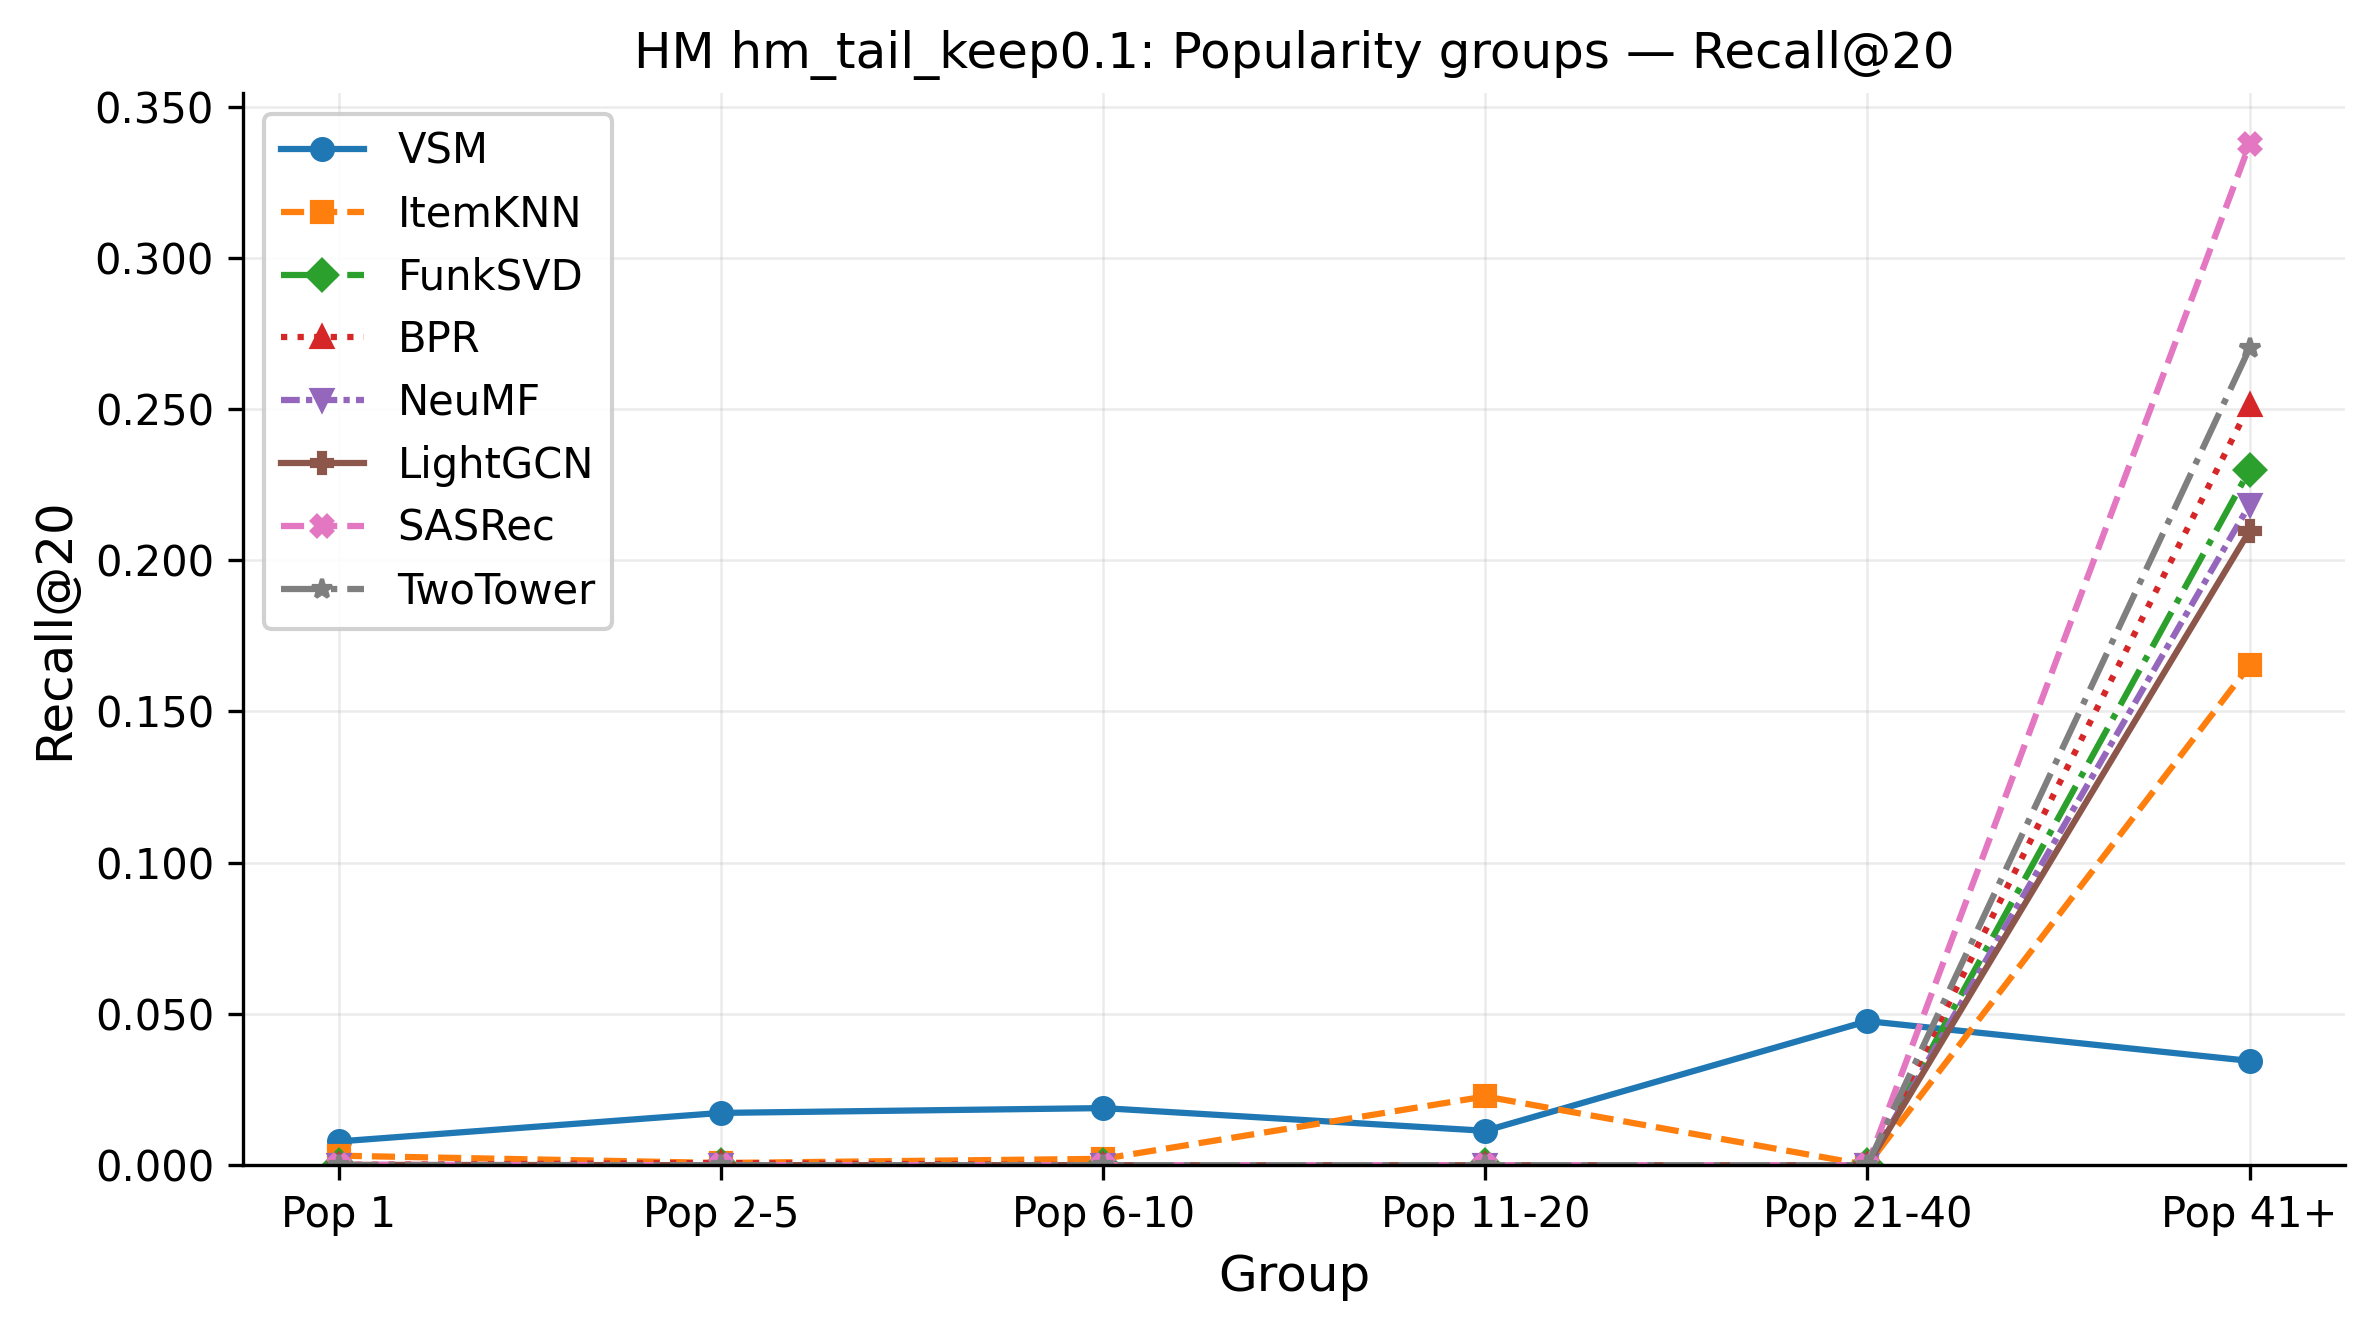 HM hm_tail_keep0.1: Popularity groups — Recall@20
Recall@20
0.350
0.300
0.250
0.200
0.150
0.100
0.050
0.000
VSM
ItemKNN
FunkSVD
BPR
NeuMF
LightGCN
SASRec
TwoTower
Pop 1
Pop 2-5
Pop 6-10
Pop 11-20
Pop 21-40
Pop 41+
Group